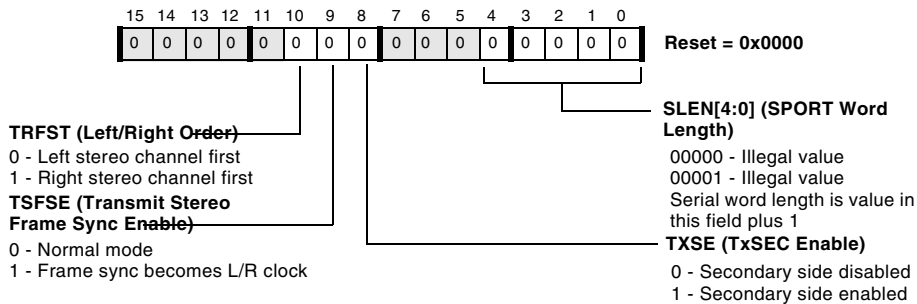 15 14 13 12 11 10 9 8 7 6 5 4 3 2 1 0
0 0 0 0 0 0 0 0 0 0 0 0 0 0 0 0
Reset = 0x0000
TRFST (Left/Right Order)
0 - Left stereo channel first
1 - Right stereo channel first
TSFSE (Transmit Stereo
Frame Sync Enable)
0 - Normal mode
1 - Frame sync becomes L/R clock
SLEN[4:0] (SPORT Word
Length)
00000 - Illegal value
00001 - Illegal value
Serial word length is value in
this field plus 1
TXSE (TxSEC Enable)
0 - Secondary side disabled
1 - Secondary side enabled